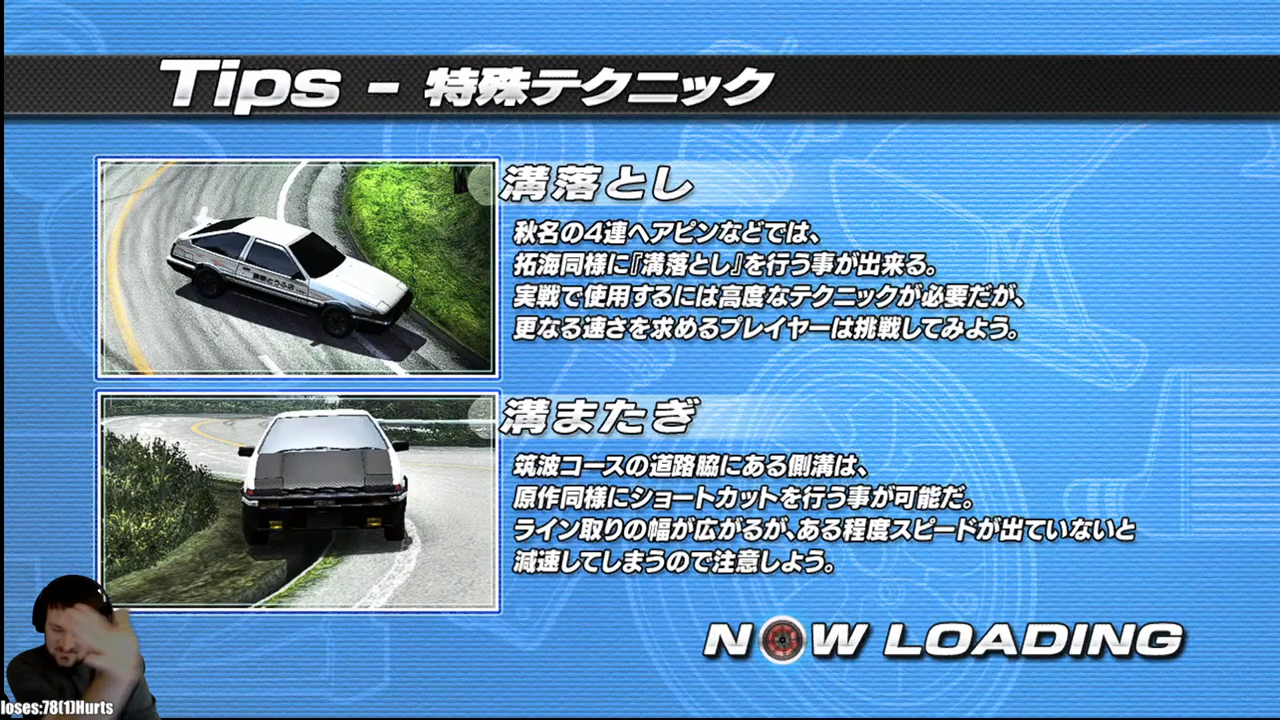 Tips - 特殊テクニック
溝落とし
秋名の4連ヘアピンなどでは、
拓海同様に『溝落とし』を行う事が出来る。
実戦で使用するには高度なテクニックが必要だが、
更なる速さを求めるプレイヤーは挑戦してみよう。
溝またぎ
筑波コースの道路脇にある側溝は、
原作同様にショートカットを行う事が可能だ。
ライン取りの幅が広がるが、ある程度スピードが出ていないと
減速してしまうので注意しよう。
NOW LOADING
loses:78(1)Hurts